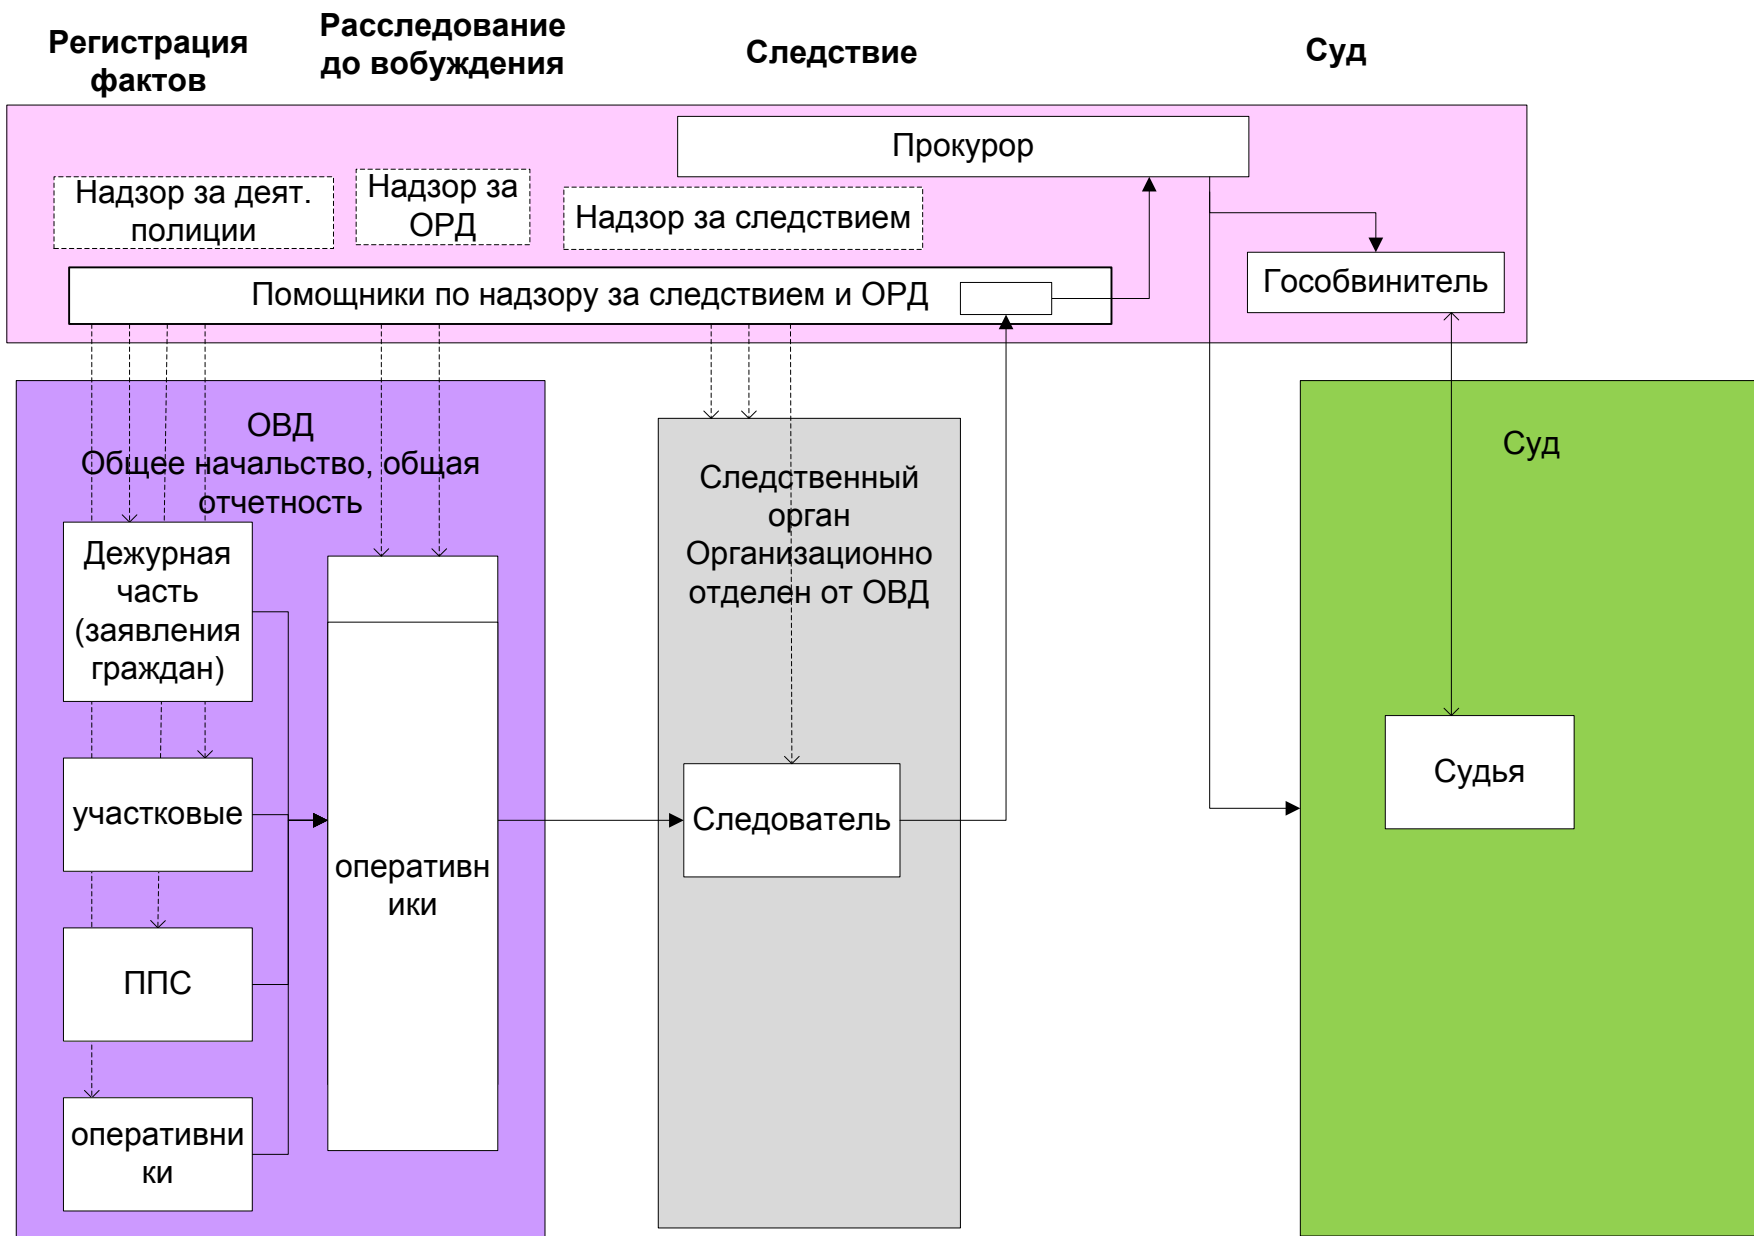 Регистрация
фактов
Расследование
до вобуждения
Следствие
Суд
Прокурор
Надзор за деят.
полиции
Надзор за
ОРД
Надзор за следствием
Помощники по надзору за следствием и ОРД
Гособвинитель
ОВД
Общее начальство, общая
отчетность
Дежурная
часть
(заявления
граждан)
участковые
ППС
оперативни
ки
оперативн
ики
Следственный
орган
Организационно
отделен от ОВД
Следователь
Суд
Судья